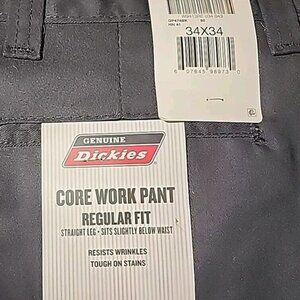 34X34
GENUINE
Dickies
CORE WORK PANT
REGULAR FIT
STRAIGHT LEG • SITS SLIGHTLY BELOW WAIST
RESISTS WRINKLES
TOUGH ON STAINS